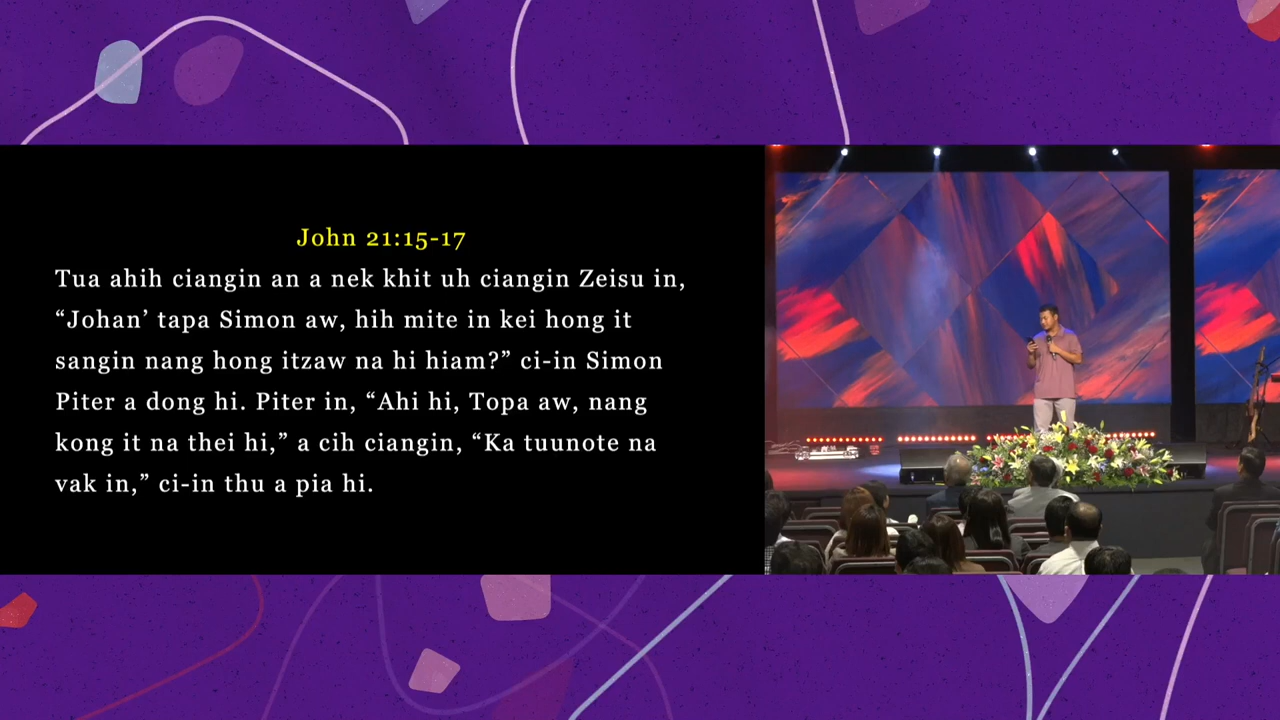 John 21:15-17
Tua ahih ciangin an a nek khit uh ciangin Zeisu in,
“Johan’ tapa Simon aw, hih mite in kei hong it
sangin nang hong itzaw na hi hiam?” ci-in Simon
Piter a dong hi. Piter in, “Ahi hi, Topa aw, nang
kong it na thei hi,” a cih ciangin, “Ka tuunote na
vak in,” ci-in thu a pia hi.